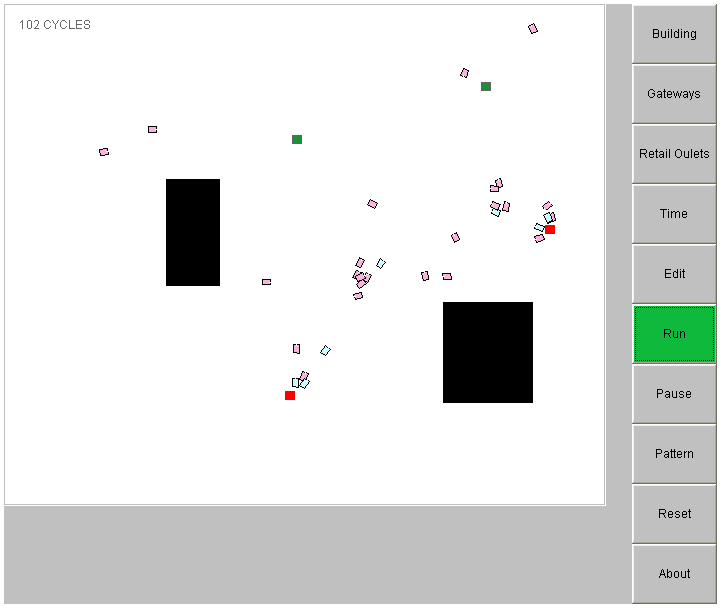 102 CYCLES
Building
Gateways
Retail Oulets
Time
Edit
Run
Pause
Pattern
Reset
About